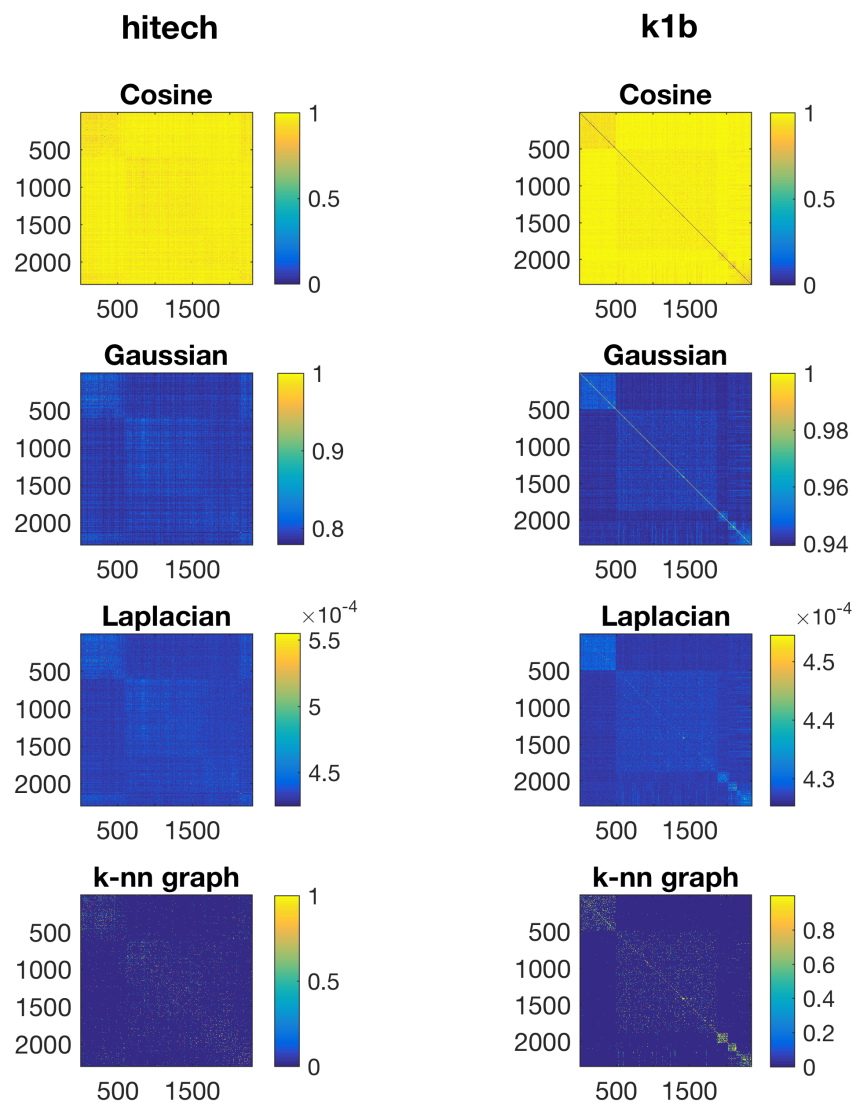 hitech k1b
Cosine Cosine
500 1000 1500 2000
500 1500
0 0.5 1
500 1000 1500 2000
500 1500
0 0.5 1
Gaussian Gaussian
500 1000 1500 2000
500 1500
0.8 0.9 1
500 1000 1500 2000
500 1500
0.94 0.96 0.98 1
Laplacian Laplacian
500 1000 1500 2000
500 1500
×10-4
4.5 5 5.5
500 1000 1500 2000
500 1500
×10-4
4.3 4.4 4.5
k-nn graph k-nn graph
500 1000 1500 2000
500 1500
0 0.5 1
500 1000 1500 2000
500 1500
0 0.2 0.4 0.6 0.8